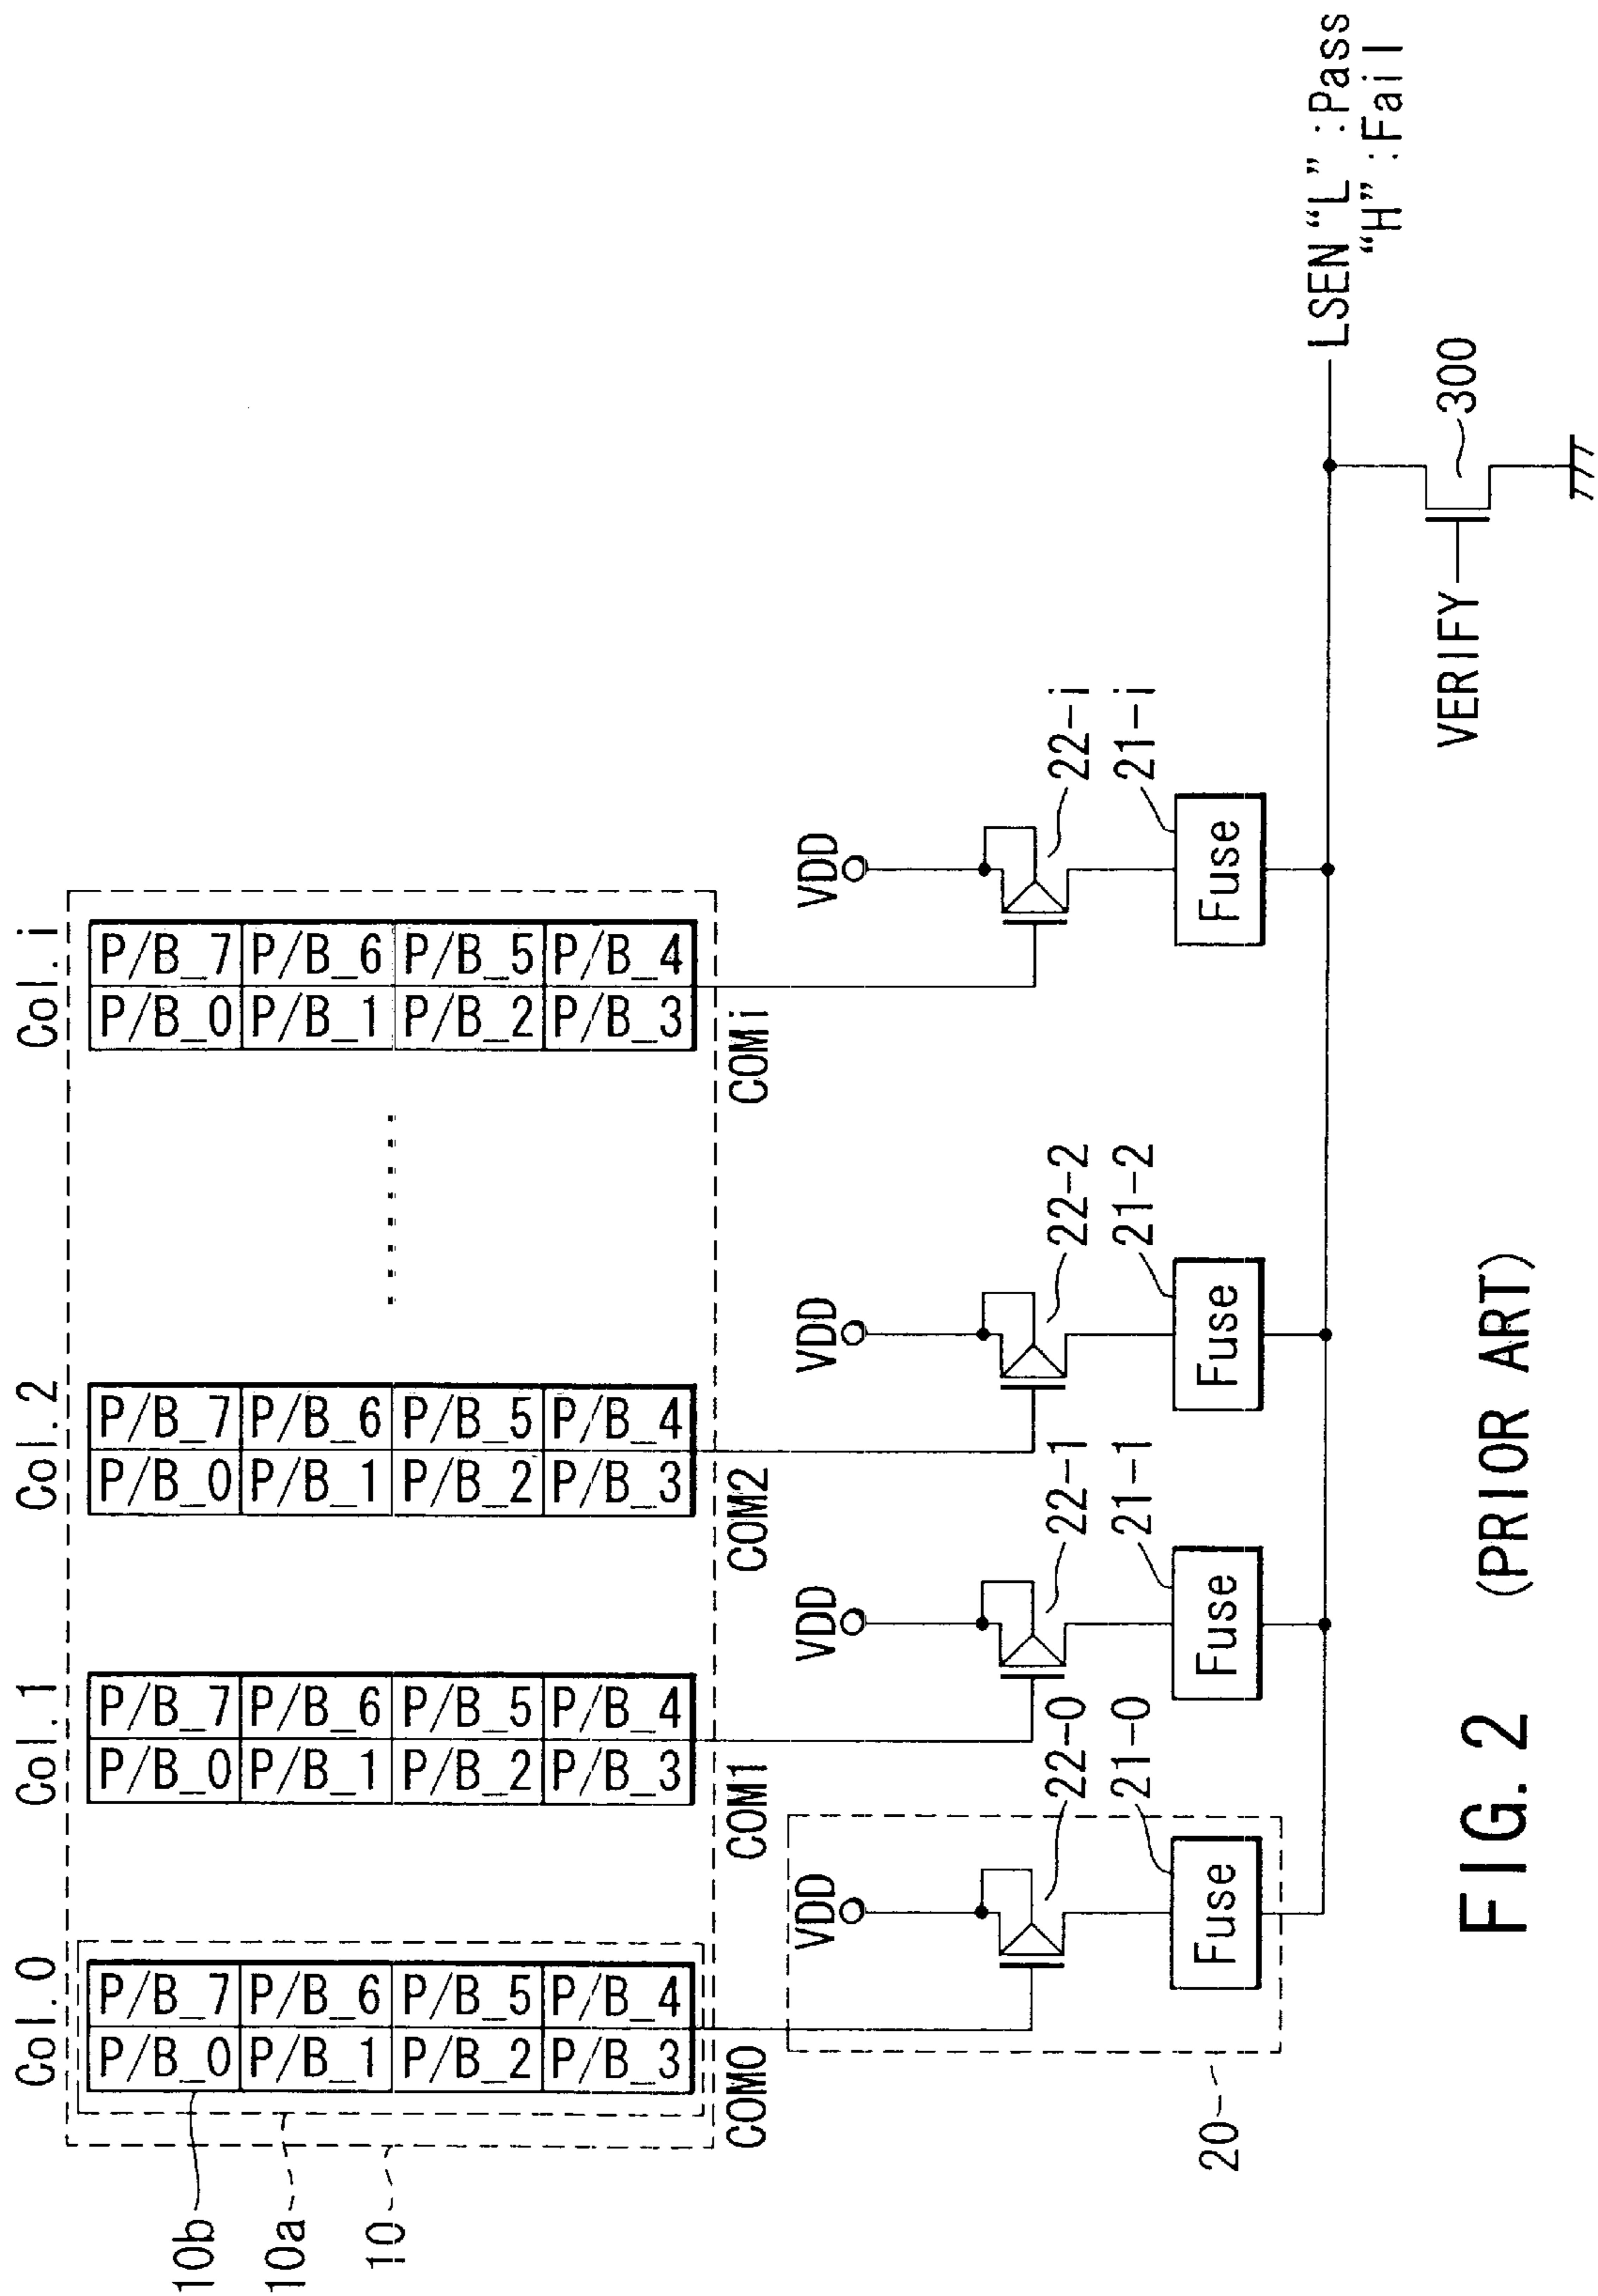 Col.0
Col.1
Col.2
Col.i
P/B_0 P/B_7
P/B_1 P/B_6
P/B_2 P/B_5
P/B_3 P/B_4
P/B_0 P/B_7
P/B_1 P/B_6
P/B_2 P/B_5
P/B_3 P/B_4
P/B_0 P/B_7
P/B_1 P/B_6
P/B_2 P/B_5
P/B_3 P/B_4
P/B_0 P/B_7
P/B_1 P/B_6
P/B_2 P/B_5
P/B_3 P/B_4
10b
10a
10
COM0
COM1
COM2
COMi
VDD
VDD
VDD
VDD
22-0
22-1
22-2
22-i
21-0
21-1
21-2
21-i
20
Fuse
Fuse
Fuse
Fuse
LSEN "L" :Pass
"H" :Fail
VERIFY
300
FIG. 2 (PRIOR ART)